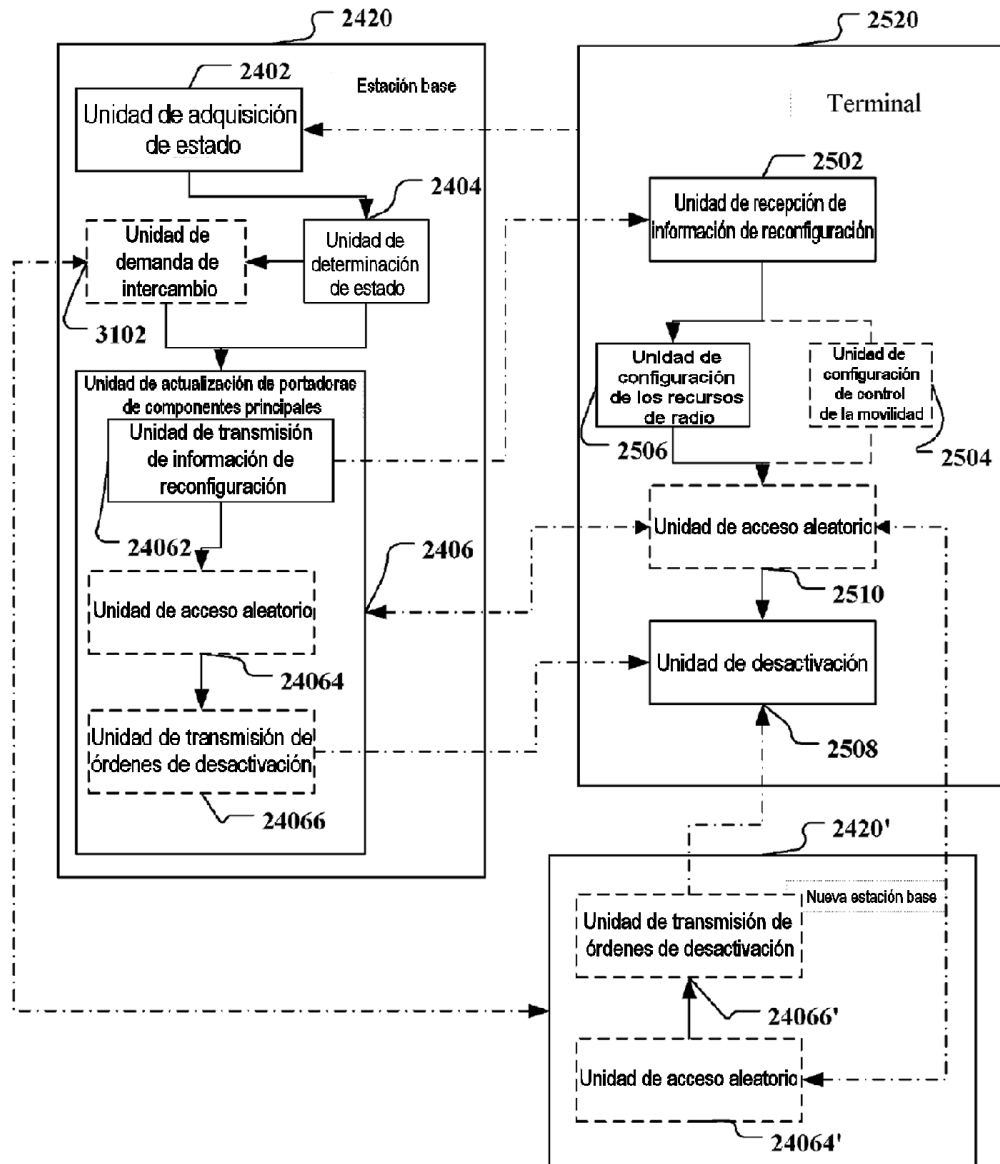 2420
2402
Estación base
Unidad de adquisición
de estado
2404
Unidad de
demanda de
intercambio
Unidad de
determinación
de estado
3102
Unidad de actualización de portadoras
de componentes principales
Unidad de transmisión
de información de
reconfiguración
24062
2406
Unidad de acceso aleatorio
24064
Unidad de transmisión de
órdenes de desactivación
24066
2520
Terminal
2502
Unidad de recepción de
información de reconfiguración
Unidad de
configuración
de los recursos
de radio
2506
Unidad de
configuración
de control
de la movilidad
2504
Unidad de acceso aleatorio
2510
Unidad de desactivación
2508
2420'
Nueva estación base
Unidad de transmisión de
órdenes de desactivación
24066'
Unidad de acceso aleatorio
24064'